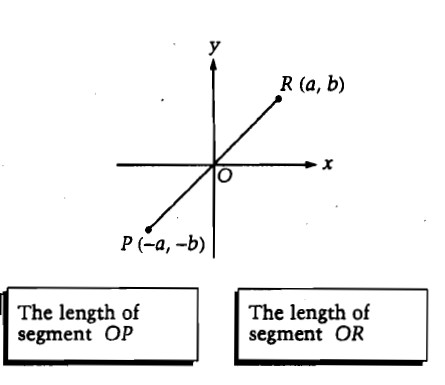 y
R (a, b)
x
O
P (−a, −b)
The length of
segment OP
The length of
segment OR